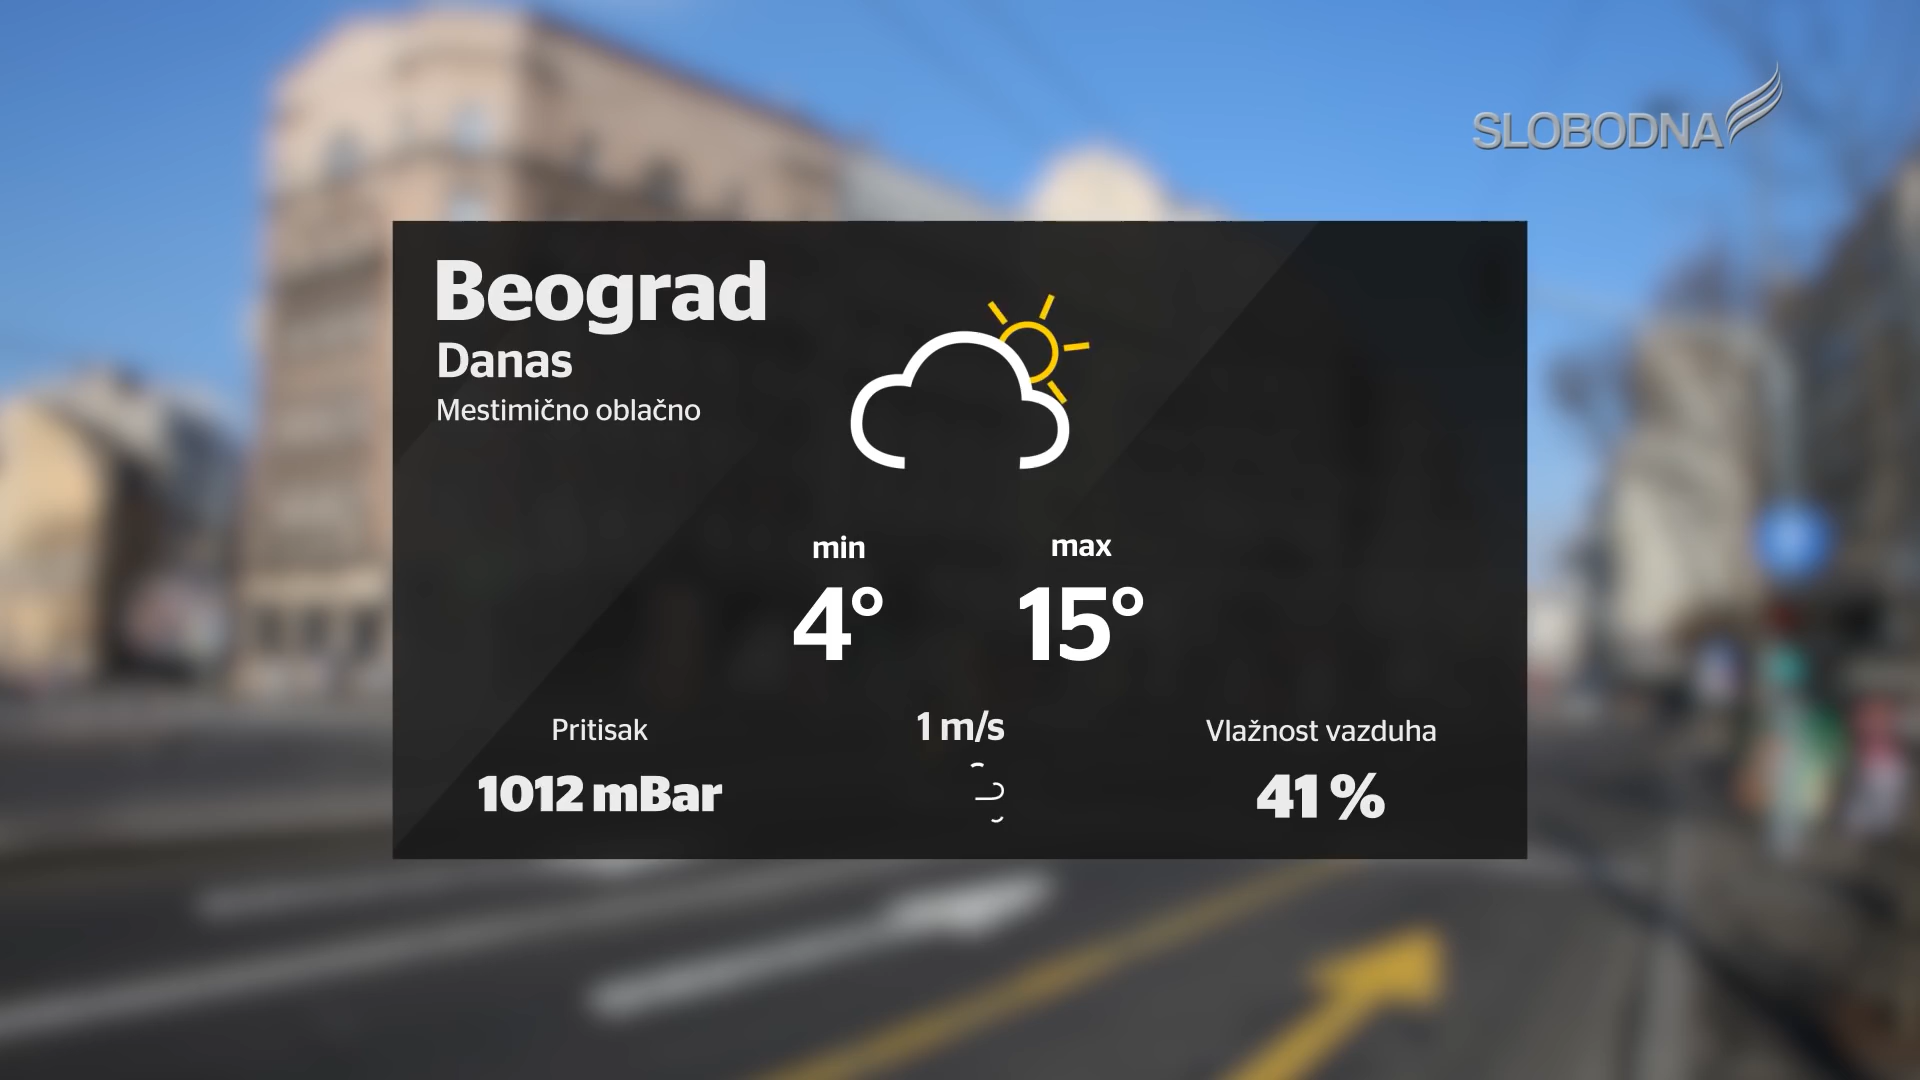 SLOBODNA
Beograd
Danas
Mestimično oblačno
min
max
4°
15°
Pritisak
1 m/s
Vlažnost vazduha
1012 mBar
41 %